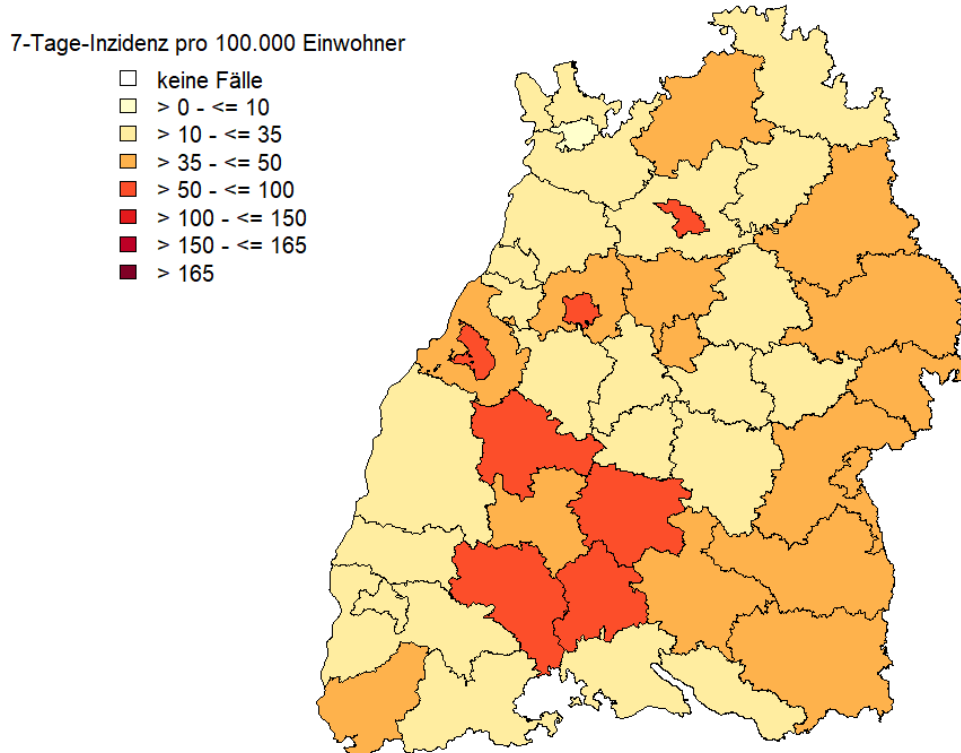 7-Tage-Inzidenz pro 100.000 Einwohner
keine Fälle
> 0 - <= 10
> 10 - <= 35
> 35 - <= 50
> 50 - <= 100
> 100 - <= 150
> 150 - <= 165
> 165